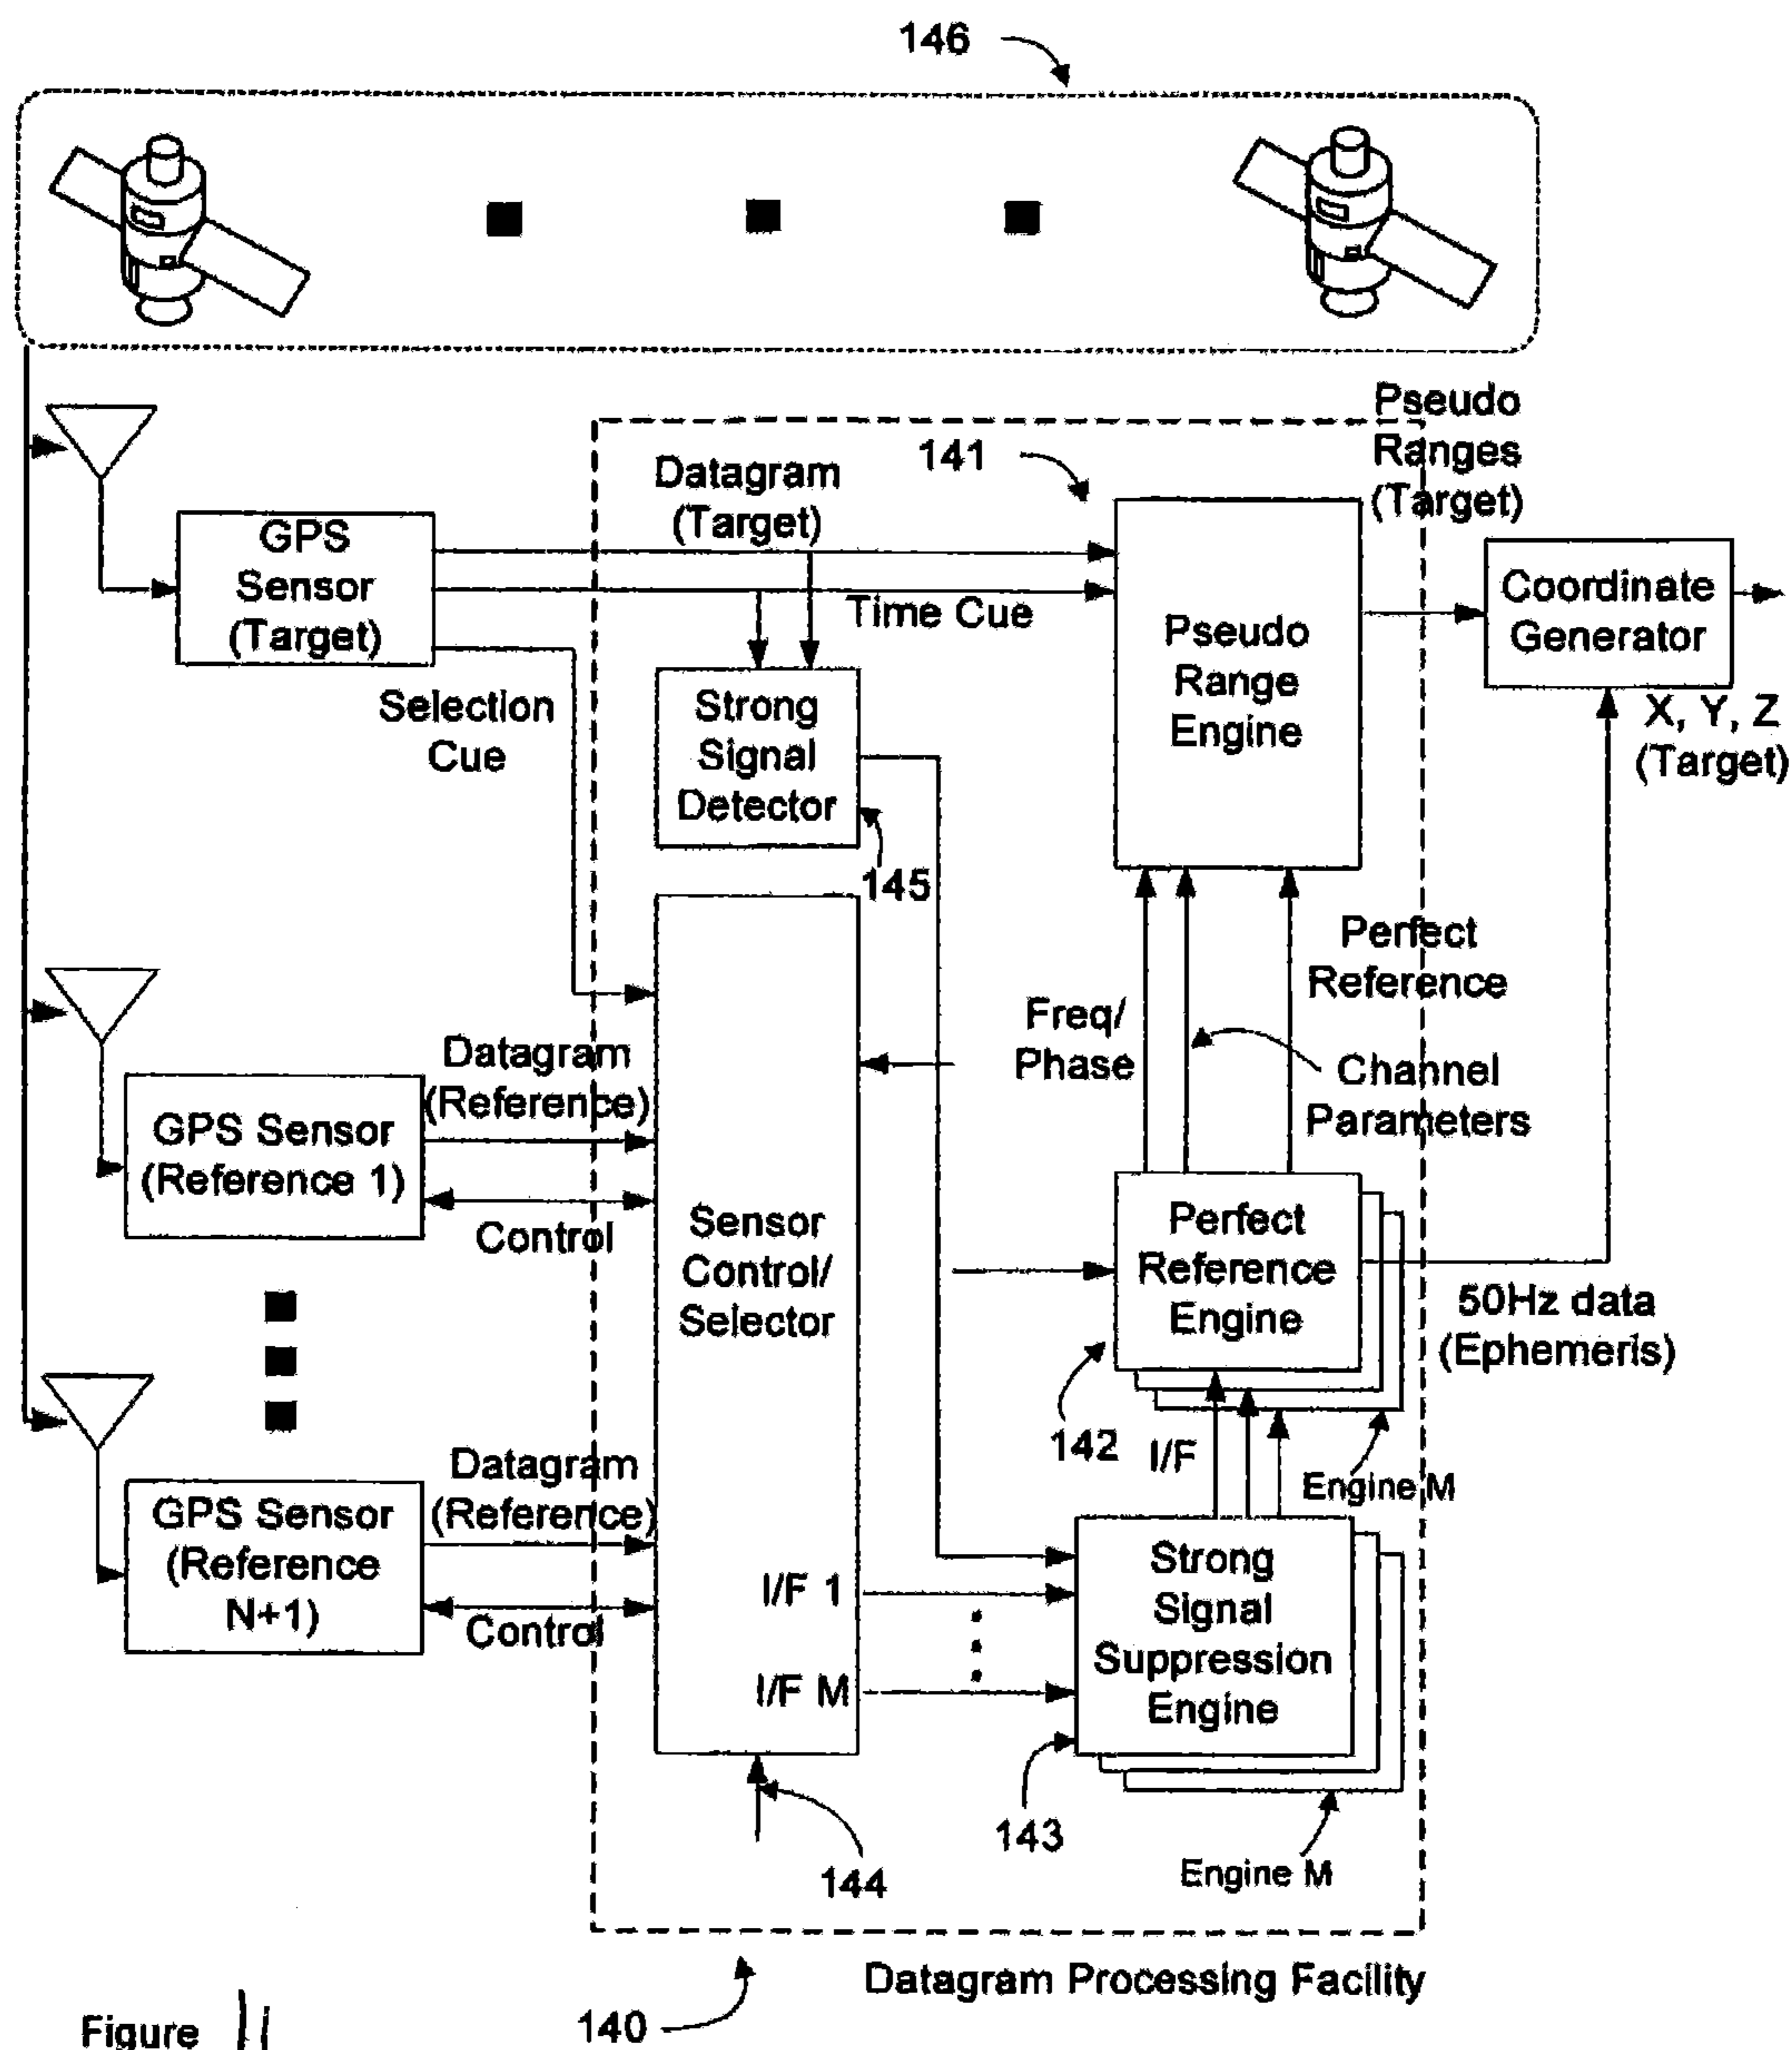 146
Pseudo
Ranges
(Target)
141
Datagram
(Target)
GPS
Sensor
(Target)
Time Cue
Pseudo
Range
Engine
Coordinate
Generator
X, Y, Z
(Target)
Selection
Cue
Strong
Signal
Detector
145
Perfect
Reference
Freq/
Phase
Channel
Parameters
Datagram
(Reference)
GPS Sensor
(Reference 1)
Control
Sensor
Control/
Selector
Perfect
Reference
Engine
50Hz data
(Ephemeris)
142
I/F
Engine M
Datagram
(Reference)
GPS Sensor
(Reference
N+1)
Control
I/F 1
I/F M
Strong
Signal
Suppression
Engine
143
Engine M
144
Datagram Processing Facility
140
Figure 11